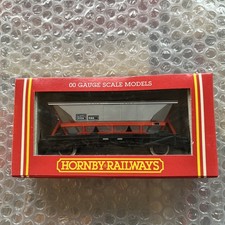 00 GAUGE SCALE MODELS
HORNBY RAILWAYS